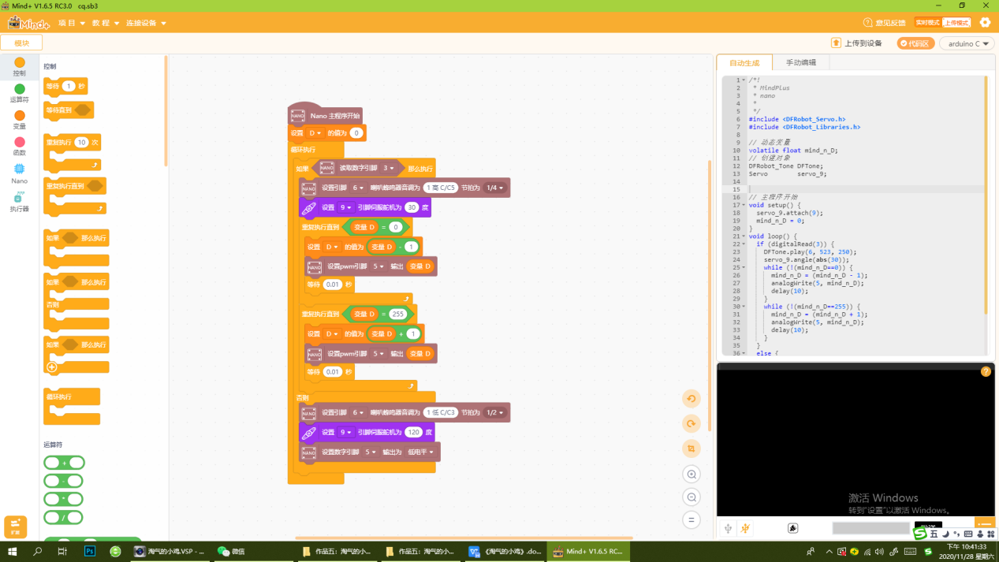 Mind+ V1.6.5 RC3.0 cq.sb3
Mind+ 项目 教程 连接设备 意见反馈 实时模式 上传模式
模块 上传到设备 代码区 arduino C
控制
运算符
变量
函数
Nano
执行器
扩展
控制
等待 1 秒
等待直到
重复执行 10 次
重复执行直到
如果 那么执行
如果 那么执行
否则
如果 那么执行
循环执行
运算符
+
-
*
/
NANO Nano 主程序开始
设置 D 的值为 0
循环执行
如果 NANO 读取数字引脚 3 那么执行
NANO 设置引脚 6 喇叭蜂鸣器音调为 1 高 C/C5 节拍为 1/4
设置 9 引脚伺服舵机为 30 度
重复执行直到 变量 D = 0
设置 D 的值为 变量 D - 1
NANO 设置pwm引脚 5 输出 变量 D
等待 0.01 秒
重复执行直到 变量 D = 255
设置 D 的值为 变量 D + 1
NANO 设置pwm引脚 5 输出 变量 D
等待 0.01 秒
否则
NANO 设置引脚 6 喇叭蜂鸣器音调为 1 低 C/C3 节拍为 1/2
设置 9 引脚伺服舵机为 120 度
NANO 设置数字引脚 5 输出为 低电平
自动生成 手动编辑
1 /*!
2 * MindPlus
3 * nano
4 *
5 */
6 #include <DFRobot_Servo.h>
7 #include <DFRobot_Libraries.h>
8
9 // 动态变量
10 volatile float mind_n_D;
11 // 创建对象
12 DFRobot_Tone DFTone;
13 Servo servo_9;
14
15
16 // 主程序开始
17 void setup() {
18 servo_9.attach(9);
19 mind_n_D = 0;
20 }
21 void loop() {
22 if (digitalRead(3)) {
23 DFTone.play(6, 523, 250);
24 servo_9.angle(abs(30));
25 while (!(mind_n_D==0)) {
26 mind_n_D = (mind_n_D - 1);
27 analogWrite(5, mind_n_D);
28 delay(10);
29 }
30 while (!(mind_n_D==255)) {
31 mind_n_D = (mind_n_D + 1);
32 analogWrite(5, mind_n_D);
33 delay(10);
34 }
35 }
36 else {
激活 Windows
转到"设置"以激活 Windows。
五
Ps 淘气的小鸡.VSP - ... 微信 作品五：淘气的小... 作品五：淘气的小... 《淘气的小鸡》.do... Mind+ V1.6.5 RC...
下午 10:41:33
2020/11/28 星期六